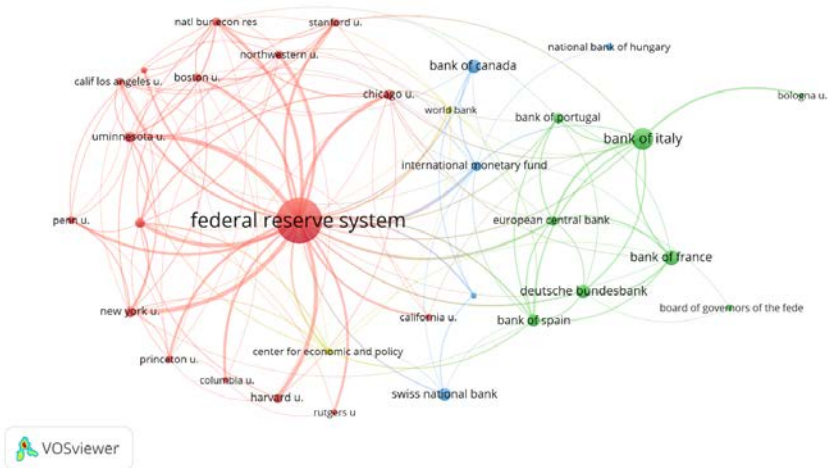 natl bur econ res
stanford u.
northwestern u.
national bank of hungary
bank of canada
calif los angeles u.
boston u.
chicago u.
bologna u.
world bank
bank of portugal
uminnesota u.
bank of italy
international monetary fund
penn u.
federal reserve system
european central bank
bank of france
deutsche bundesbank
new york u.
california u.
bank of spain
board of governors of the fede
princeton u.
center for economic and policy
columbia u.
harvard u.
swiss national bank
rutgers u
VOSviewer